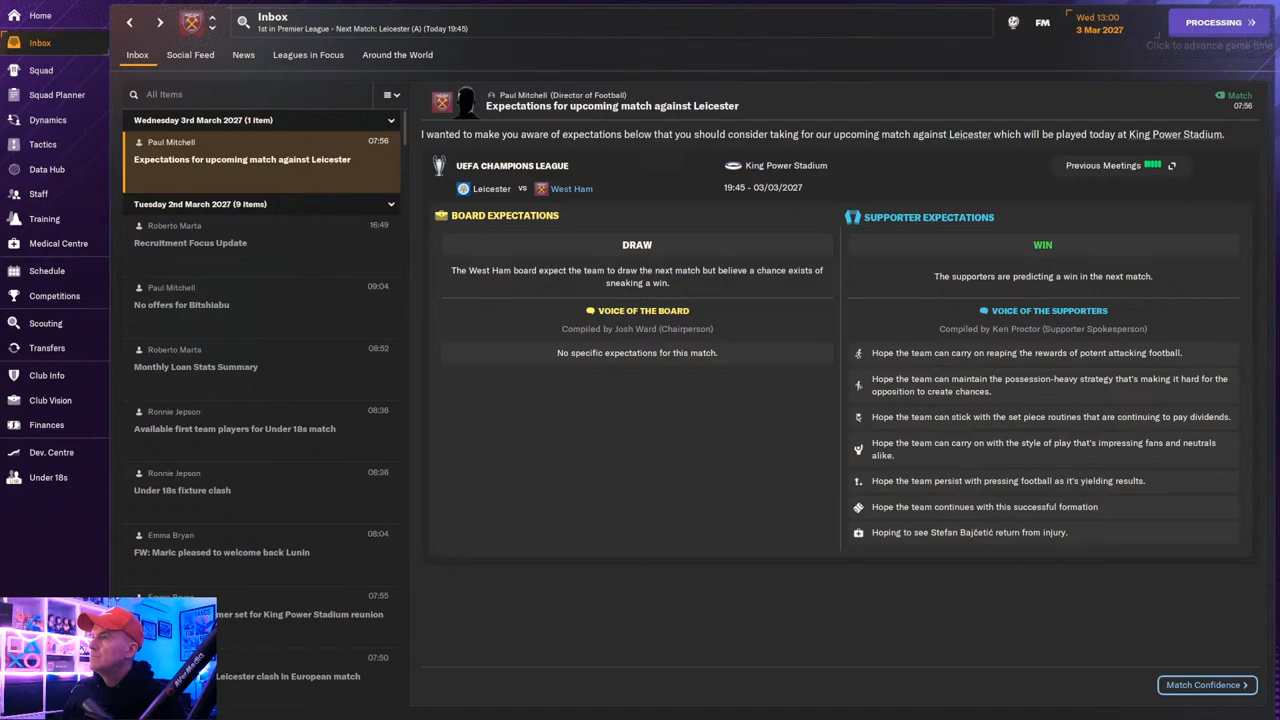 Home
Inbox
Squad
Squad Planner
Dynamics
Tactics
Data Hub
Staff
Training
Medical Centre
Schedule
Competitions
Scouting
Transfers
Club Info
Club Vision
Finances
Dev. Centre
Under 18s
Inbox
1st in Premier League - Next Match: Leicester (A) (Today 19:45)
FM
Wed 13:00
3 Mar 2027
PROCESSING
Click to advance game time
Inbox
Social Feed
News
Leagues in Focus
Around the World
All Items
Wednesday 3rd March 2027 (1 item)
Paul Mitchell
07:56
Expectations for upcoming match against Leicester
Tuesday 2nd March 2027 (9 items)
Roberto Marta
16:49
Recruitment Focus Update
Paul Mitchell
09:04
No offers for Bitshiabu
Roberto Marta
08:52
Monthly Loan Stats Summary
Ronnie Jepson
08:36
Available first team players for Under 18s match
Ronnie Jepson
08:36
Under 18s fixture clash
Emma Bryan
08:04
FW: Maric pleased to welcome back Lunin
07:55
mer set for King Power Stadium reunion
07:50
Leicester clash in European match
Paul Mitchell (Director of Football)
Expectations for upcoming match against Leicester
Match
07:56
I wanted to make you aware of expectations below that you should consider taking for our upcoming match against Leicester which will be played today at King Power Stadium.
UEFA CHAMPIONS LEAGUE
Leicester vs West Ham
King Power Stadium
19:45 - 03/03/2027
Previous Meetings
BOARD EXPECTATIONS
DRAW
The West Ham board expect the team to draw the next match but believe a chance exists of
sneaking a win.
VOICE OF THE BOARD
Compiled by Josh Ward (Chairperson)
No specific expectations for this match.
SUPPORTER EXPECTATIONS
WIN
The supporters are predicting a win in the next match.
VOICE OF THE SUPPORTERS
Compiled by Ken Proctor (Supporter Spokesperson)
Hope the team can carry on reaping the rewards of potent attacking football.
Hope the team can maintain the possession-heavy strategy that's making it hard for the
opposition to create chances.
Hope the team can stick with the set piece routines that are continuing to pay dividends.
Hope the team can carry on with the style of play that's impressing fans and neutrals
alike.
Hope the team persist with pressing football as it's yielding results.
Hope the team continues with this successful formation
Hoping to see Stefan Bajčetić return from injury.
Match Confidence